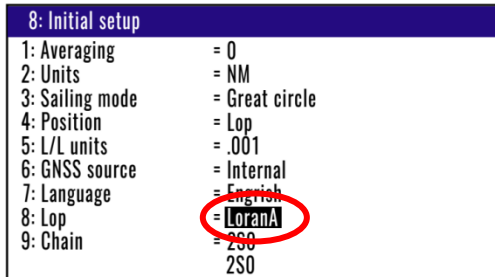 8: Initial setup
1: Averaging = 0
2: Units = NM
3: Sailing mode = Great circle
4: Position = Lop
5: L/L units = .001
6: GNSS source = Internal
7: Language = Engrish
8: Lop = LoranA
9: Chain = 2S0
2S0